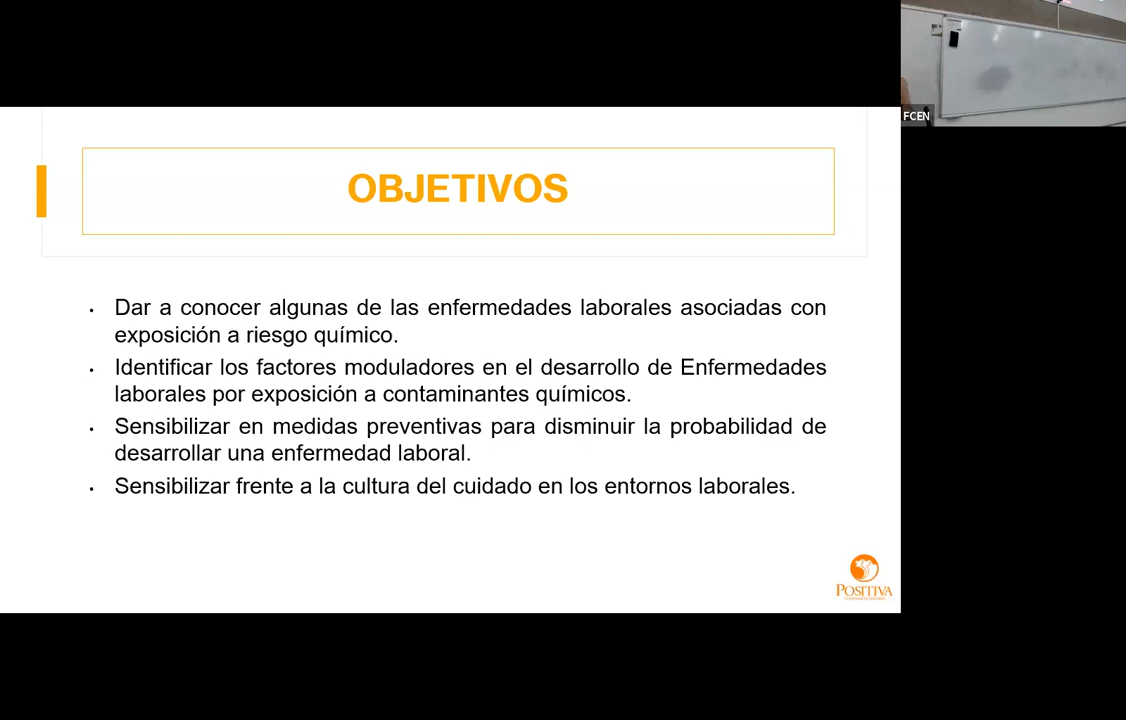 FCEN
OBJETIVOS
• Dar a conocer algunas de las enfermedades laborales asociadas con
exposición a riesgo químico.
• Identificar los factores moduladores en el desarrollo de Enfermedades
laborales por exposición a contaminantes químicos.
• Sensibilizar en medidas preventivas para disminuir la probabilidad de
desarrollar una enfermedad laboral.
• Sensibilizar frente a la cultura del cuidado en los entornos laborales.
POSITIVA